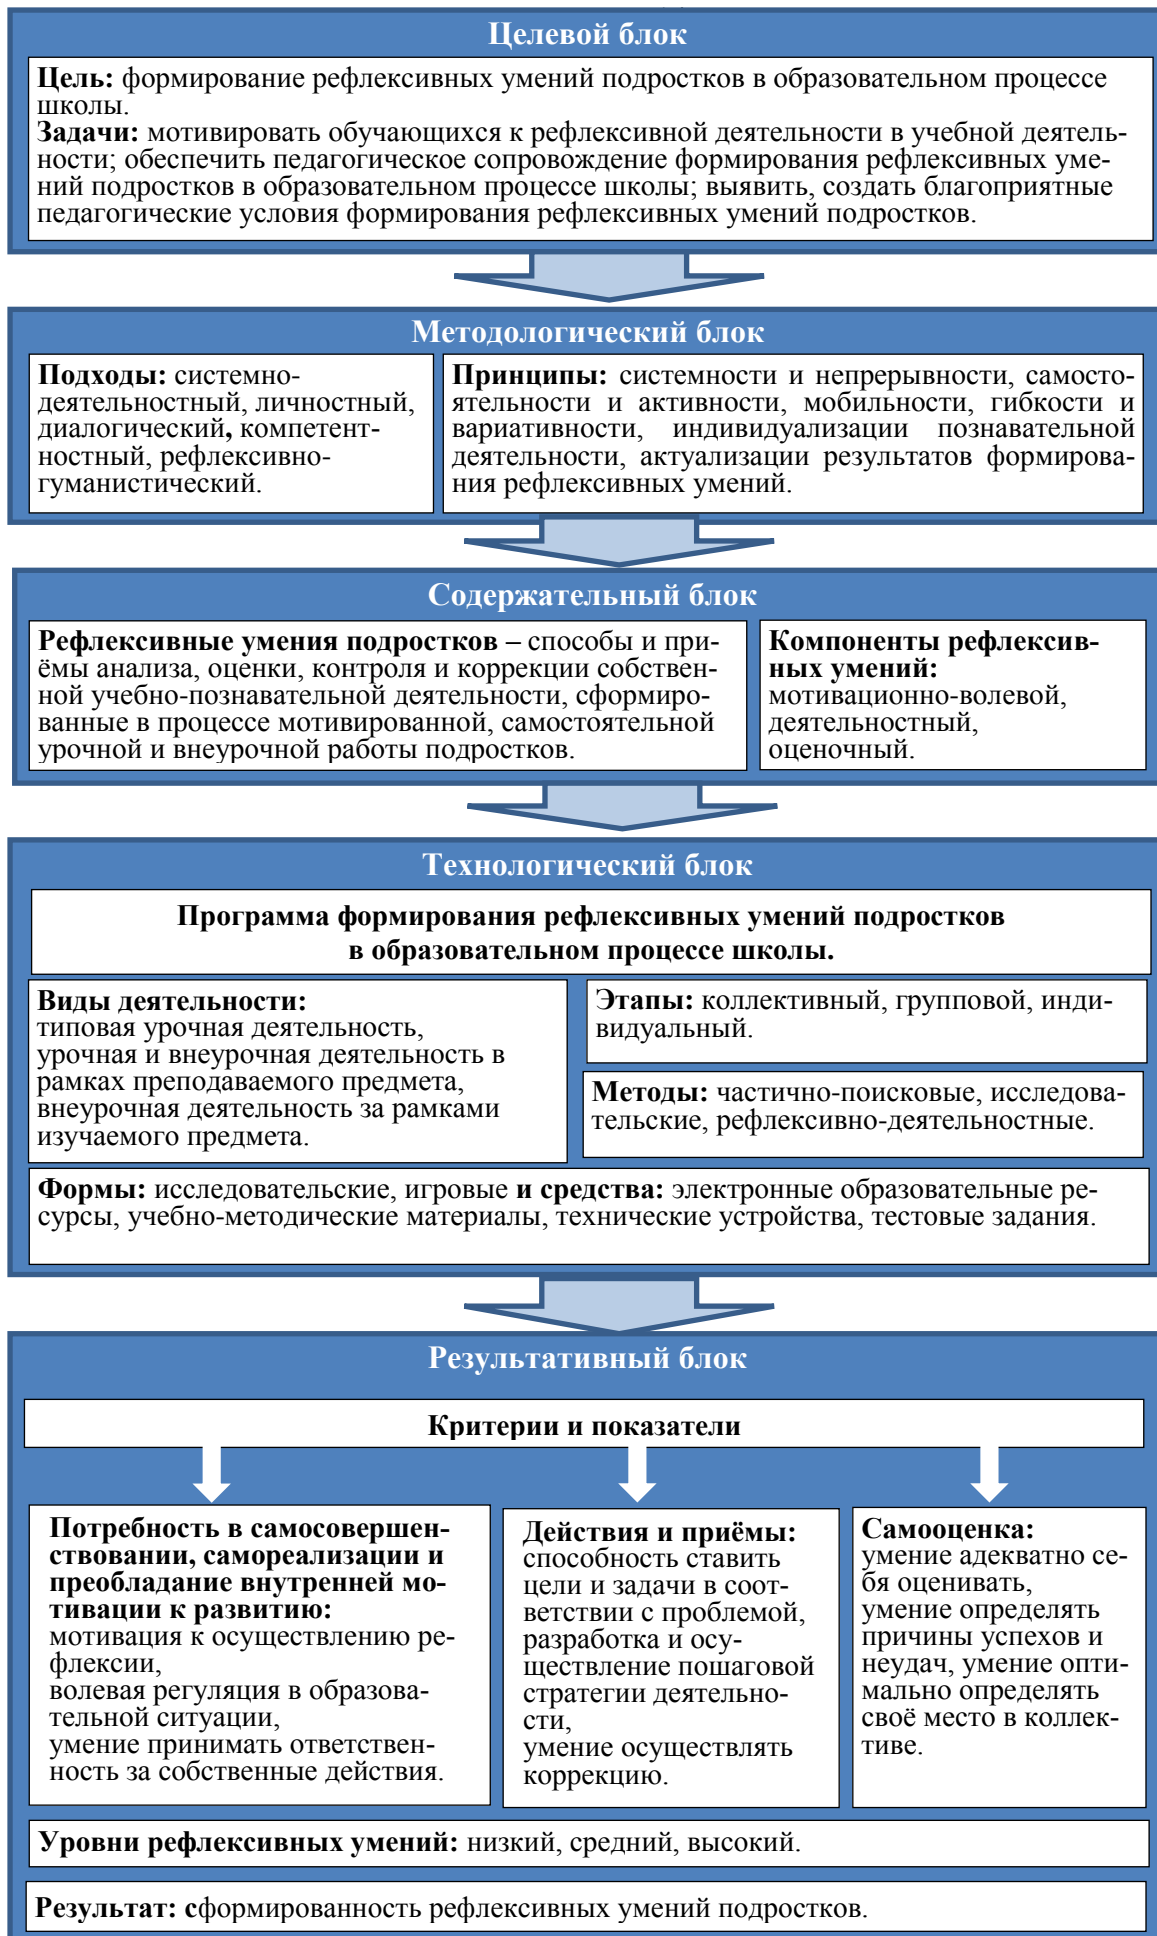 Целевой блок
Цель: формирование рефлексивных умений подростков в образовательном процессе
школы.
Задачи: мотивировать обучающихся к рефлексивной деятельности в учебной деятель-
ности; обеспечить педагогическое сопровождение формирования рефлексивных уме-
ний подростков в образовательном процессе школы; выявить, создать благоприятные
педагогические условия формирования рефлексивных умений подростков.
Методологический блок
Подходы: системно-
деятельностный, личностный,
диалогический, компетент-
ностный, рефлексивно-
гуманистический.
Принципы: системности и непрерывности, самосто-
ятельности и активности, мобильности, гибкости и
вариативности, индивидуализации познавательной
деятельности, актуализации результатов формирова-
ния рефлексивных умений.
Содержательный блок
Рефлексивные умения подростков – способы и при-
ёмы анализа, оценки, контроля и коррекции собствен-
ной учебно-познавательной деятельности, сформиро-
ванные в процессе мотивированной, самостоятельной
урочной и внеурочной работы подростков.
Компоненты рефлексив-
ных умений:
мотивационно-волевой,
деятельностный,
оценочный.
Технологический блок
Программа формирования рефлексивных умений подростков
в образовательном процессе школы.
Виды деятельности:
типовая урочная деятельность,
урочная и внеурочная деятельность в
рамках преподаваемого предмета,
внеурочная деятельность за рамками
изучаемого предмета.
Этапы: коллективный, групповой, инди-
видуальный.
Методы: частично-поисковые, исследова-
тельские, рефлексивно-деятельностные.
Формы: исследовательские, игровые и средства: электронные образовательные ре-
сурсы, учебно-методические материалы, технические устройства, тестовые задания.
Результативный блок
Критерии и показатели
Потребность в самосовершен-
ствовании, самореализации и
преобладание внутренней мо-
тивации к развитию:
мотивация к осуществлению ре-
флексии,
волевая регуляция в образова-
тельной ситуации,
умение принимать ответствен-
ность за собственные действия.
Действия и приёмы:
способность ставить
цели и задачи в соот-
ветствии с проблемой,
разработка и осу-
ществление пошаговой
стратегии деятельно-
сти,
умение осуществлять
коррекцию.
Самооценка:
умение адекватно се-
бя оценивать,
умение определять
причины успехов и
неудач, умение опти-
мально определять
своё место в коллек-
тиве.
Уровни рефлексивных умений: низкий, средний, высокий.
Результат: сформированность рефлексивных умений подростков.